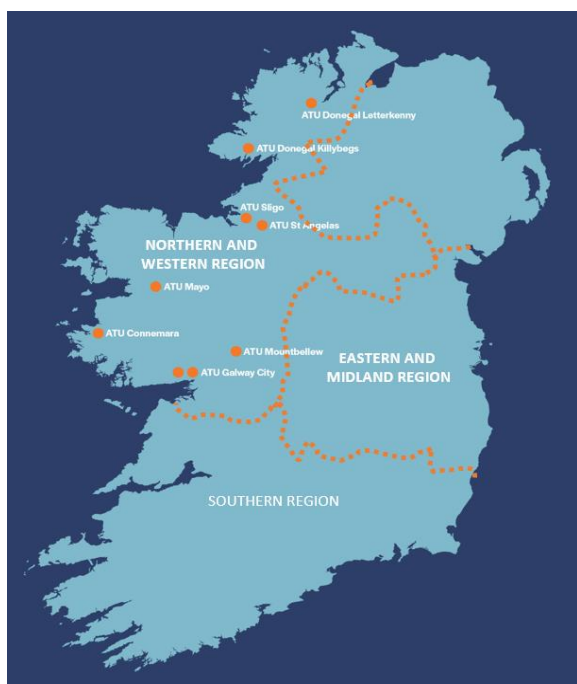 ATU Donegal Letterkenny
ATU Donegal Killybegs
ATU Sligo
ATU St Angelas
NORTHERN AND
WESTERN REGION
ATU Mayo
ATU Connemara
ATU Mountbellew
EASTERN AND
MIDLAND REGION
ATU Galway City
SOUTHERN REGION